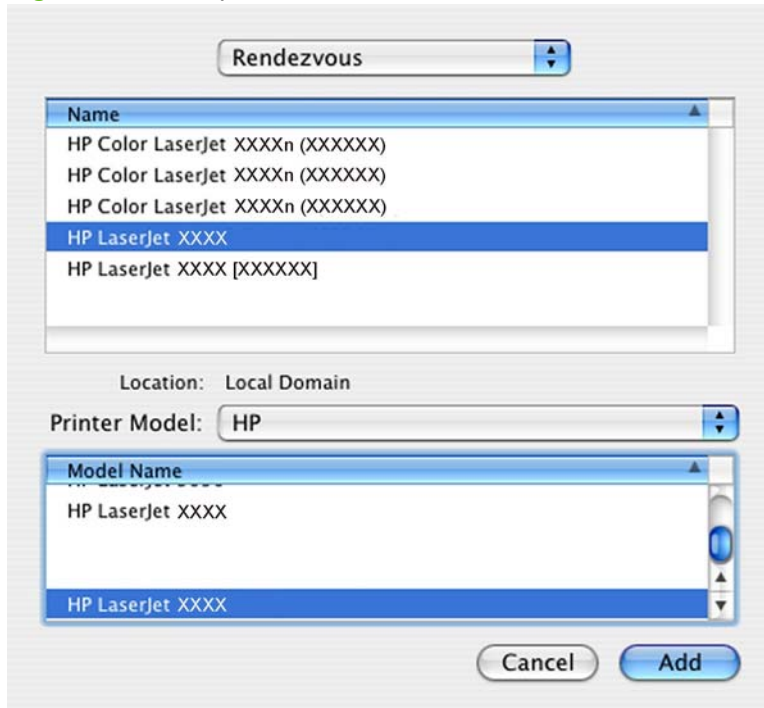 Rendezvous
Name
HP Color LaserJet XXXXn (XXXXXX)
HP Color LaserJet XXXXn (XXXXXX)
HP Color LaserJet XXXXn (XXXXXX)
HP LaserJet XXXX
HP LaserJet XXXX [XXXXXX]
Location: Local Domain
Printer Model: HP
Model Name
HP LaserJet XXXX
HP LaserJet XXXX
Cancel Add